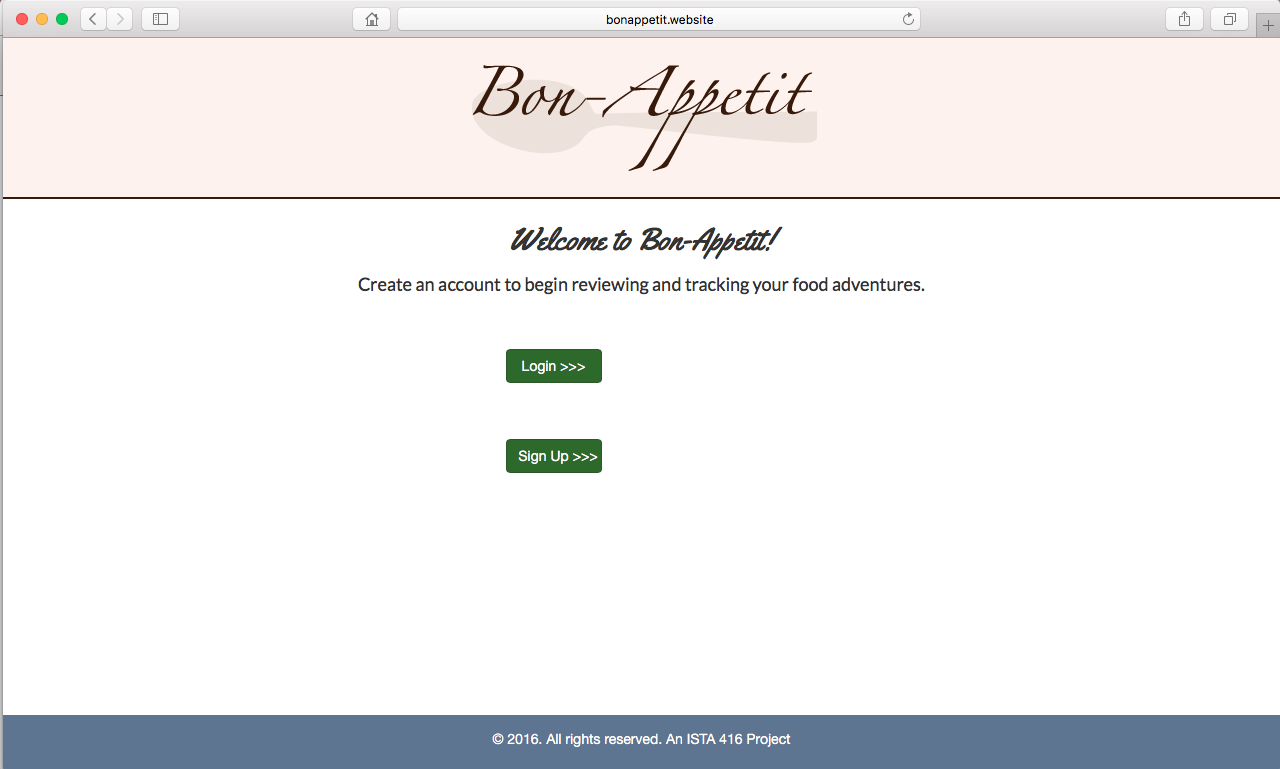 bonappetit.website
Bon-Appetit
Welcome to Bon-Appetit!
Create an account to begin reviewing and tracking your food adventures.
Login >>>
Sign Up >>>
© 2016. All rights reserved. An ISTA 416 Project